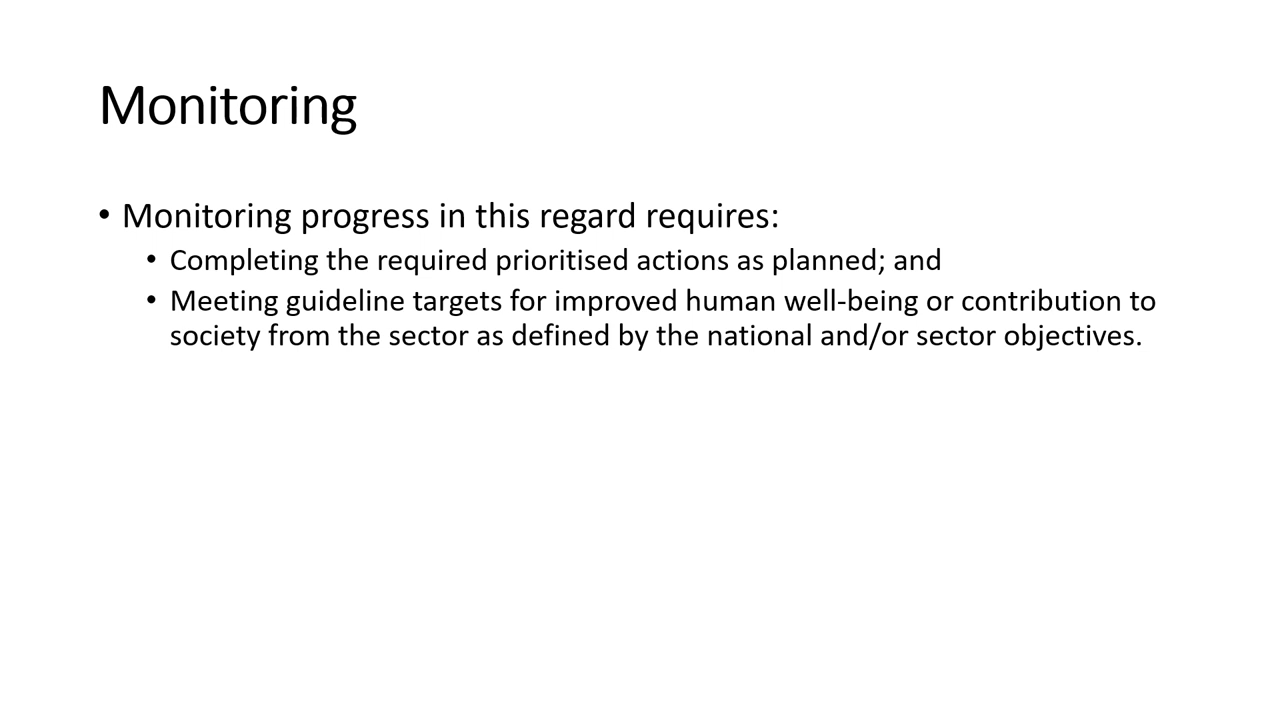 Monitoring
• Monitoring progress in this regard requires:
• Completing the required prioritised actions as planned; and
• Meeting guideline targets for improved human well-being or contribution to
society from the sector as defined by the national and/or sector objectives.